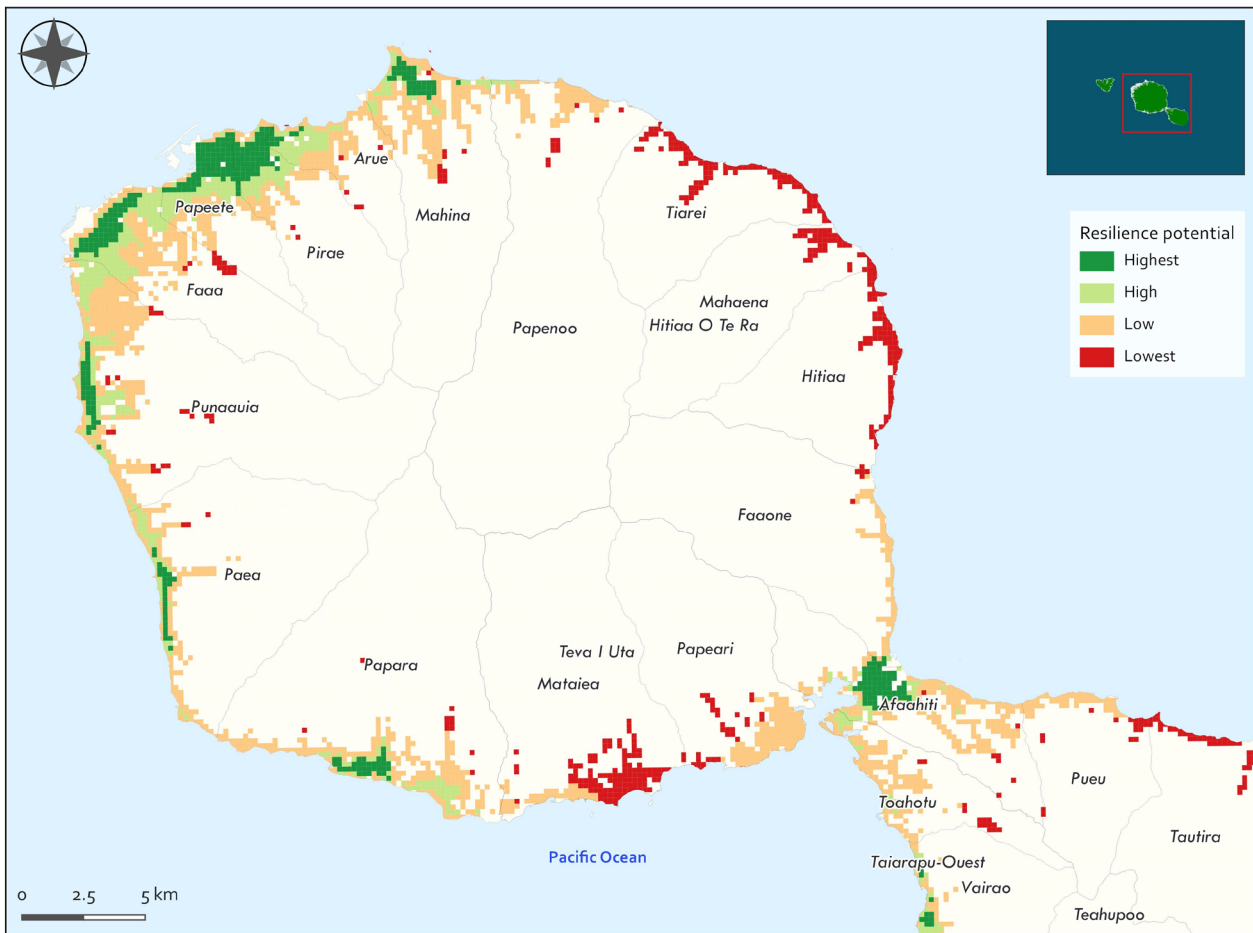 Resilience potential
Highest
High
Low
Lowest
Arue
Papeete
Mahina
Tiarei
Pirae
Faaa
Mahaena
Papenoo
Hitiaa O Te Ra
Hitiaa
Punaauia
Faaone
Paea
Teva I Uta
Papeari
Papara
Mataiea
Afaahiti
Pueu
Toahotu
Tautira
Pacific Ocean
Taiarapu-Ouest
Vairao
Teahupoo
0 2.5 5 km